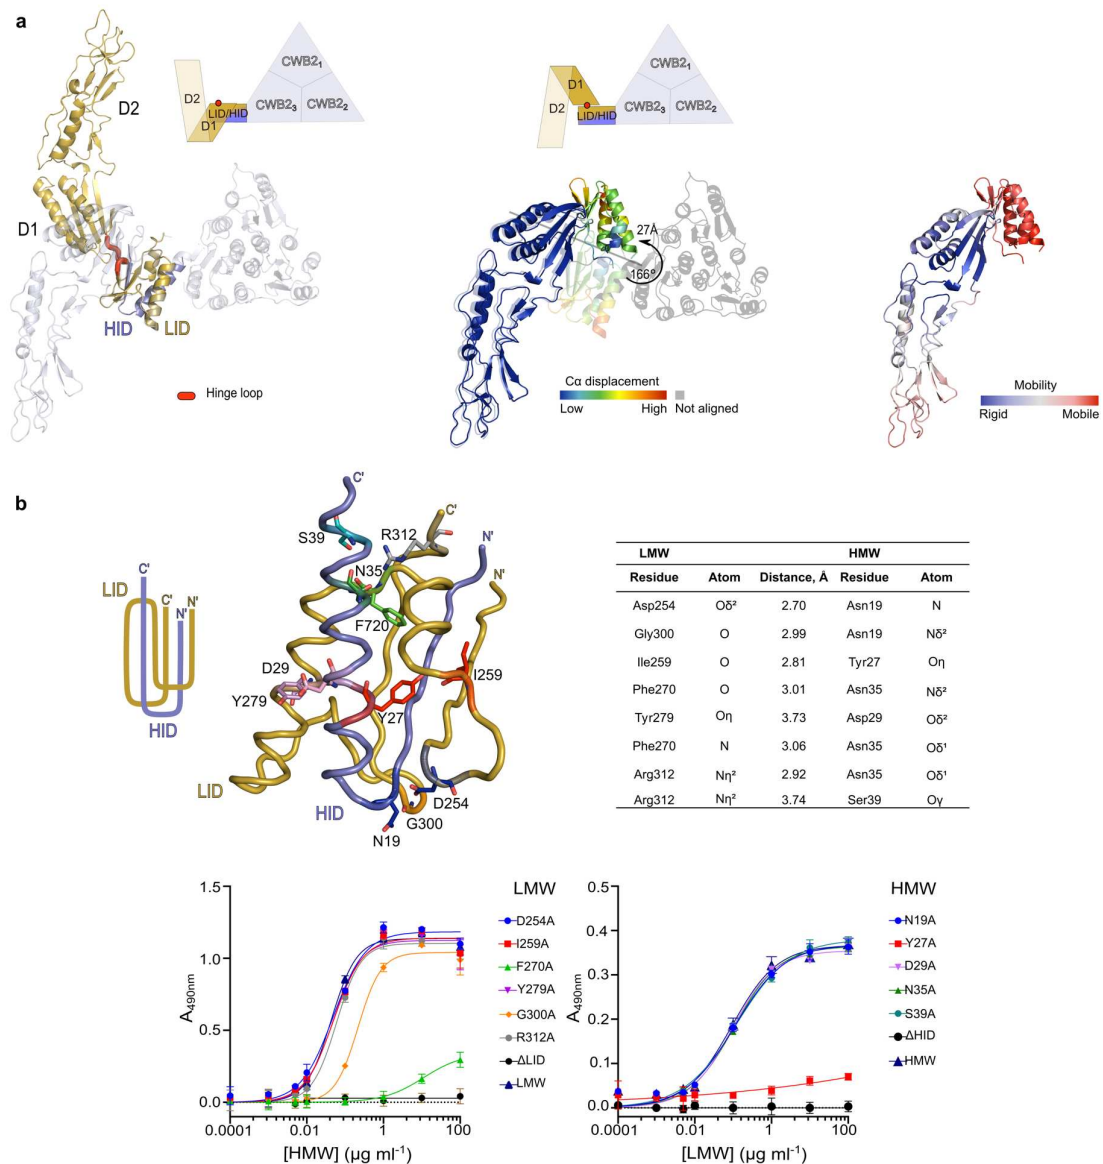 a
D2
D1
HID
LID
D2
D1
LID/HID
CWB2₁
CWB2₃
CWB2₂
Hinge loop
D1
D2
LID/HID
CWB2₁
CWB2₃
CWB2₂
27Å
166°
Cα displacement
Low
High
Not aligned
Mobility
Rigid
Mobile
b
C'
LID
C'
N'
N'
HID
C'
S39
R312
C'
N'
N'
N35
F720
D29
I259
Y279
Y27
LID
HID
D254
G300
N19
LMW HMW
Residue Atom Distance, Å Residue Atom
Asp254 Oδ² 2.70 Asn19 N
Gly300 O 2.99 Asn19 Nδ²
Ile259 O 2.81 Tyr27 Oη
Phe270 O 3.01 Asn35 Nδ²
Tyr279 Oη 3.73 Asp29 Oδ²
Phe270 N 3.06 Asn35 Oδ¹
Arg312 Nη² 2.92 Asn35 Oδ¹
Arg312 Nη² 3.74 Ser39 Oγ
1.5
1.0
0.5
0.0
A₄₉₀nm
0.0001 0.01 1 100
[HMW] (µg ml⁻¹)
LMW
D254A
I259A
F270A
Y279A
G300A
R312A
ΔLID
LMW
0.5
0.4
0.3
0.2
0.1
0.0
A₄₉₀nm
0.0001 0.01 1 100
[LMW] (µg ml⁻¹)
HMW
N19A
Y27A
D29A
N35A
S39A
ΔHID
HMW